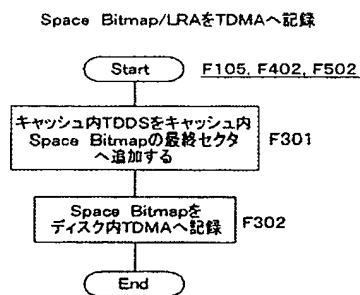 Space Bitmap/LRAをTDMAへ記録
Start
F105, F402, F502
キャッシュ内TDDSをキャッシュ内
Space Bitmapの最終セクタ
へ追加する
F301
Space Bitmapを
ディスク内TDMAへ記録
F302
End